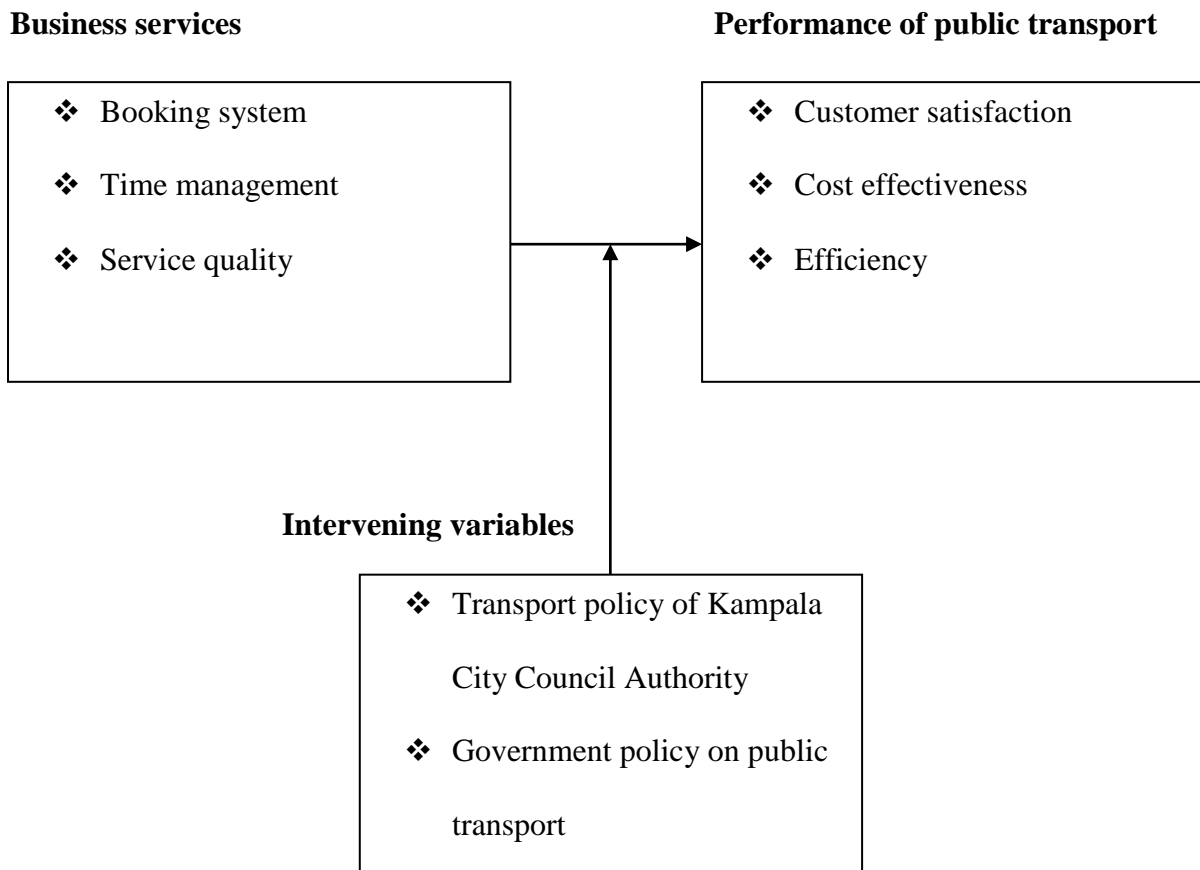 Business services
Performance of public transport
❖ Booking system
❖ Time management
❖ Service quality
❖ Customer satisfaction
❖ Cost effectiveness
❖ Efficiency
Intervening variables
❖ Transport policy of Kampala
City Council Authority
❖ Government policy on public
transport